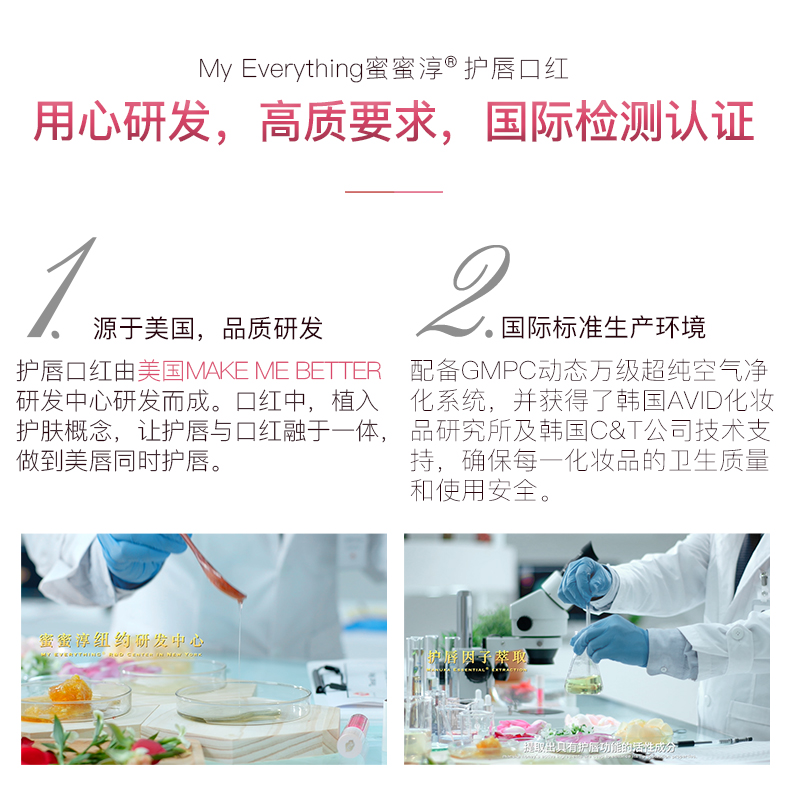 My Everything蜜蜜淳® 护唇口红
用心研发，高质要求，国际检测认证
1.
源于美国，品质研发
护唇口红由美国MAKE ME BETTER
研发中心研发而成。口红中，植入
护肤概念，让护唇与口红融于一体，
做到美唇同时护唇。
2.
国际标准生产环境
配备GMPC动态万级超纯空气净
化系统，并获得了韩国AVID化妆
品研究所及韩国C&T公司技术支
持，确保每一化妆品的卫生质量
和使用安全。
蜜蜜淳纽约研发中心
MY EVERYTHING® R&D CENTER IN NEW YORK
护唇因子萃取
MANUKA ESSENTIAL® EXTRACTION
提取出具有护唇功能的活性成分